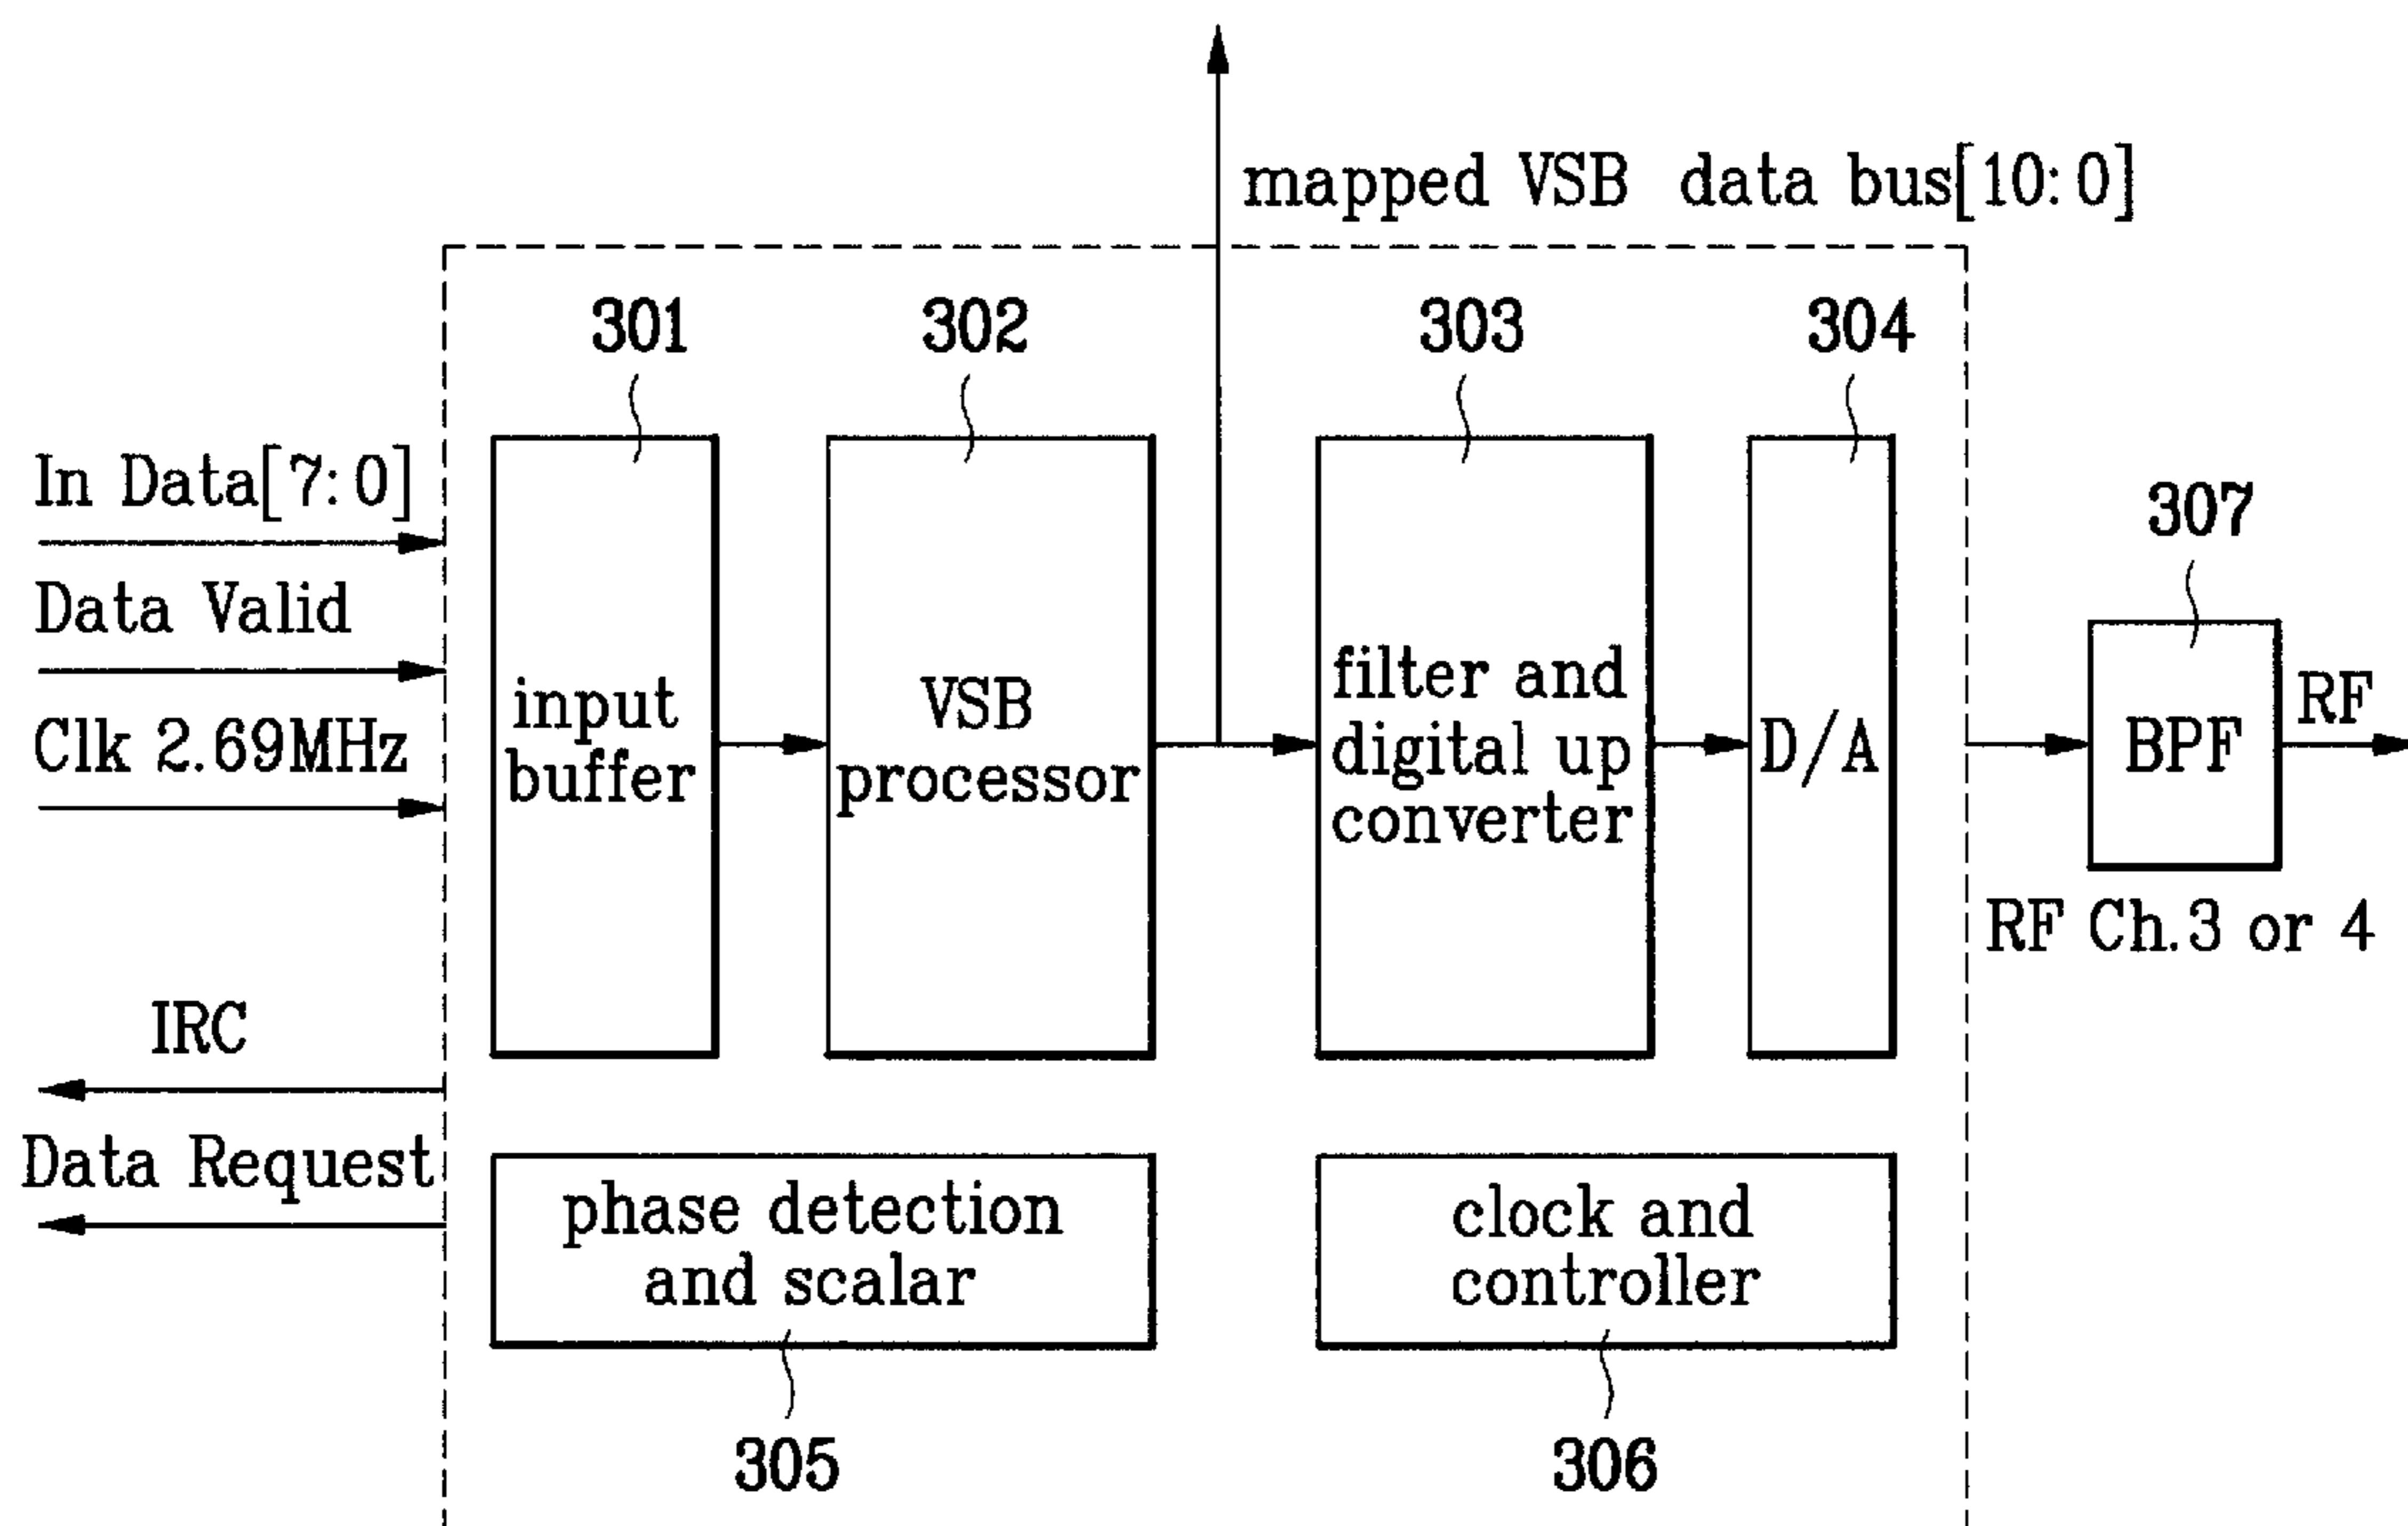 mapped VSB data bus[10:0]
301
302
303
304
In Data[7:0]
Data Valid
Clk 2.69MHz
IRC
Data Request
input
buffer
VSB
processor
filter and
digital up
converter
D/A
307
BPF
RF
RF Ch.3 or 4
phase detection
and scalar
clock and
controller
305
306